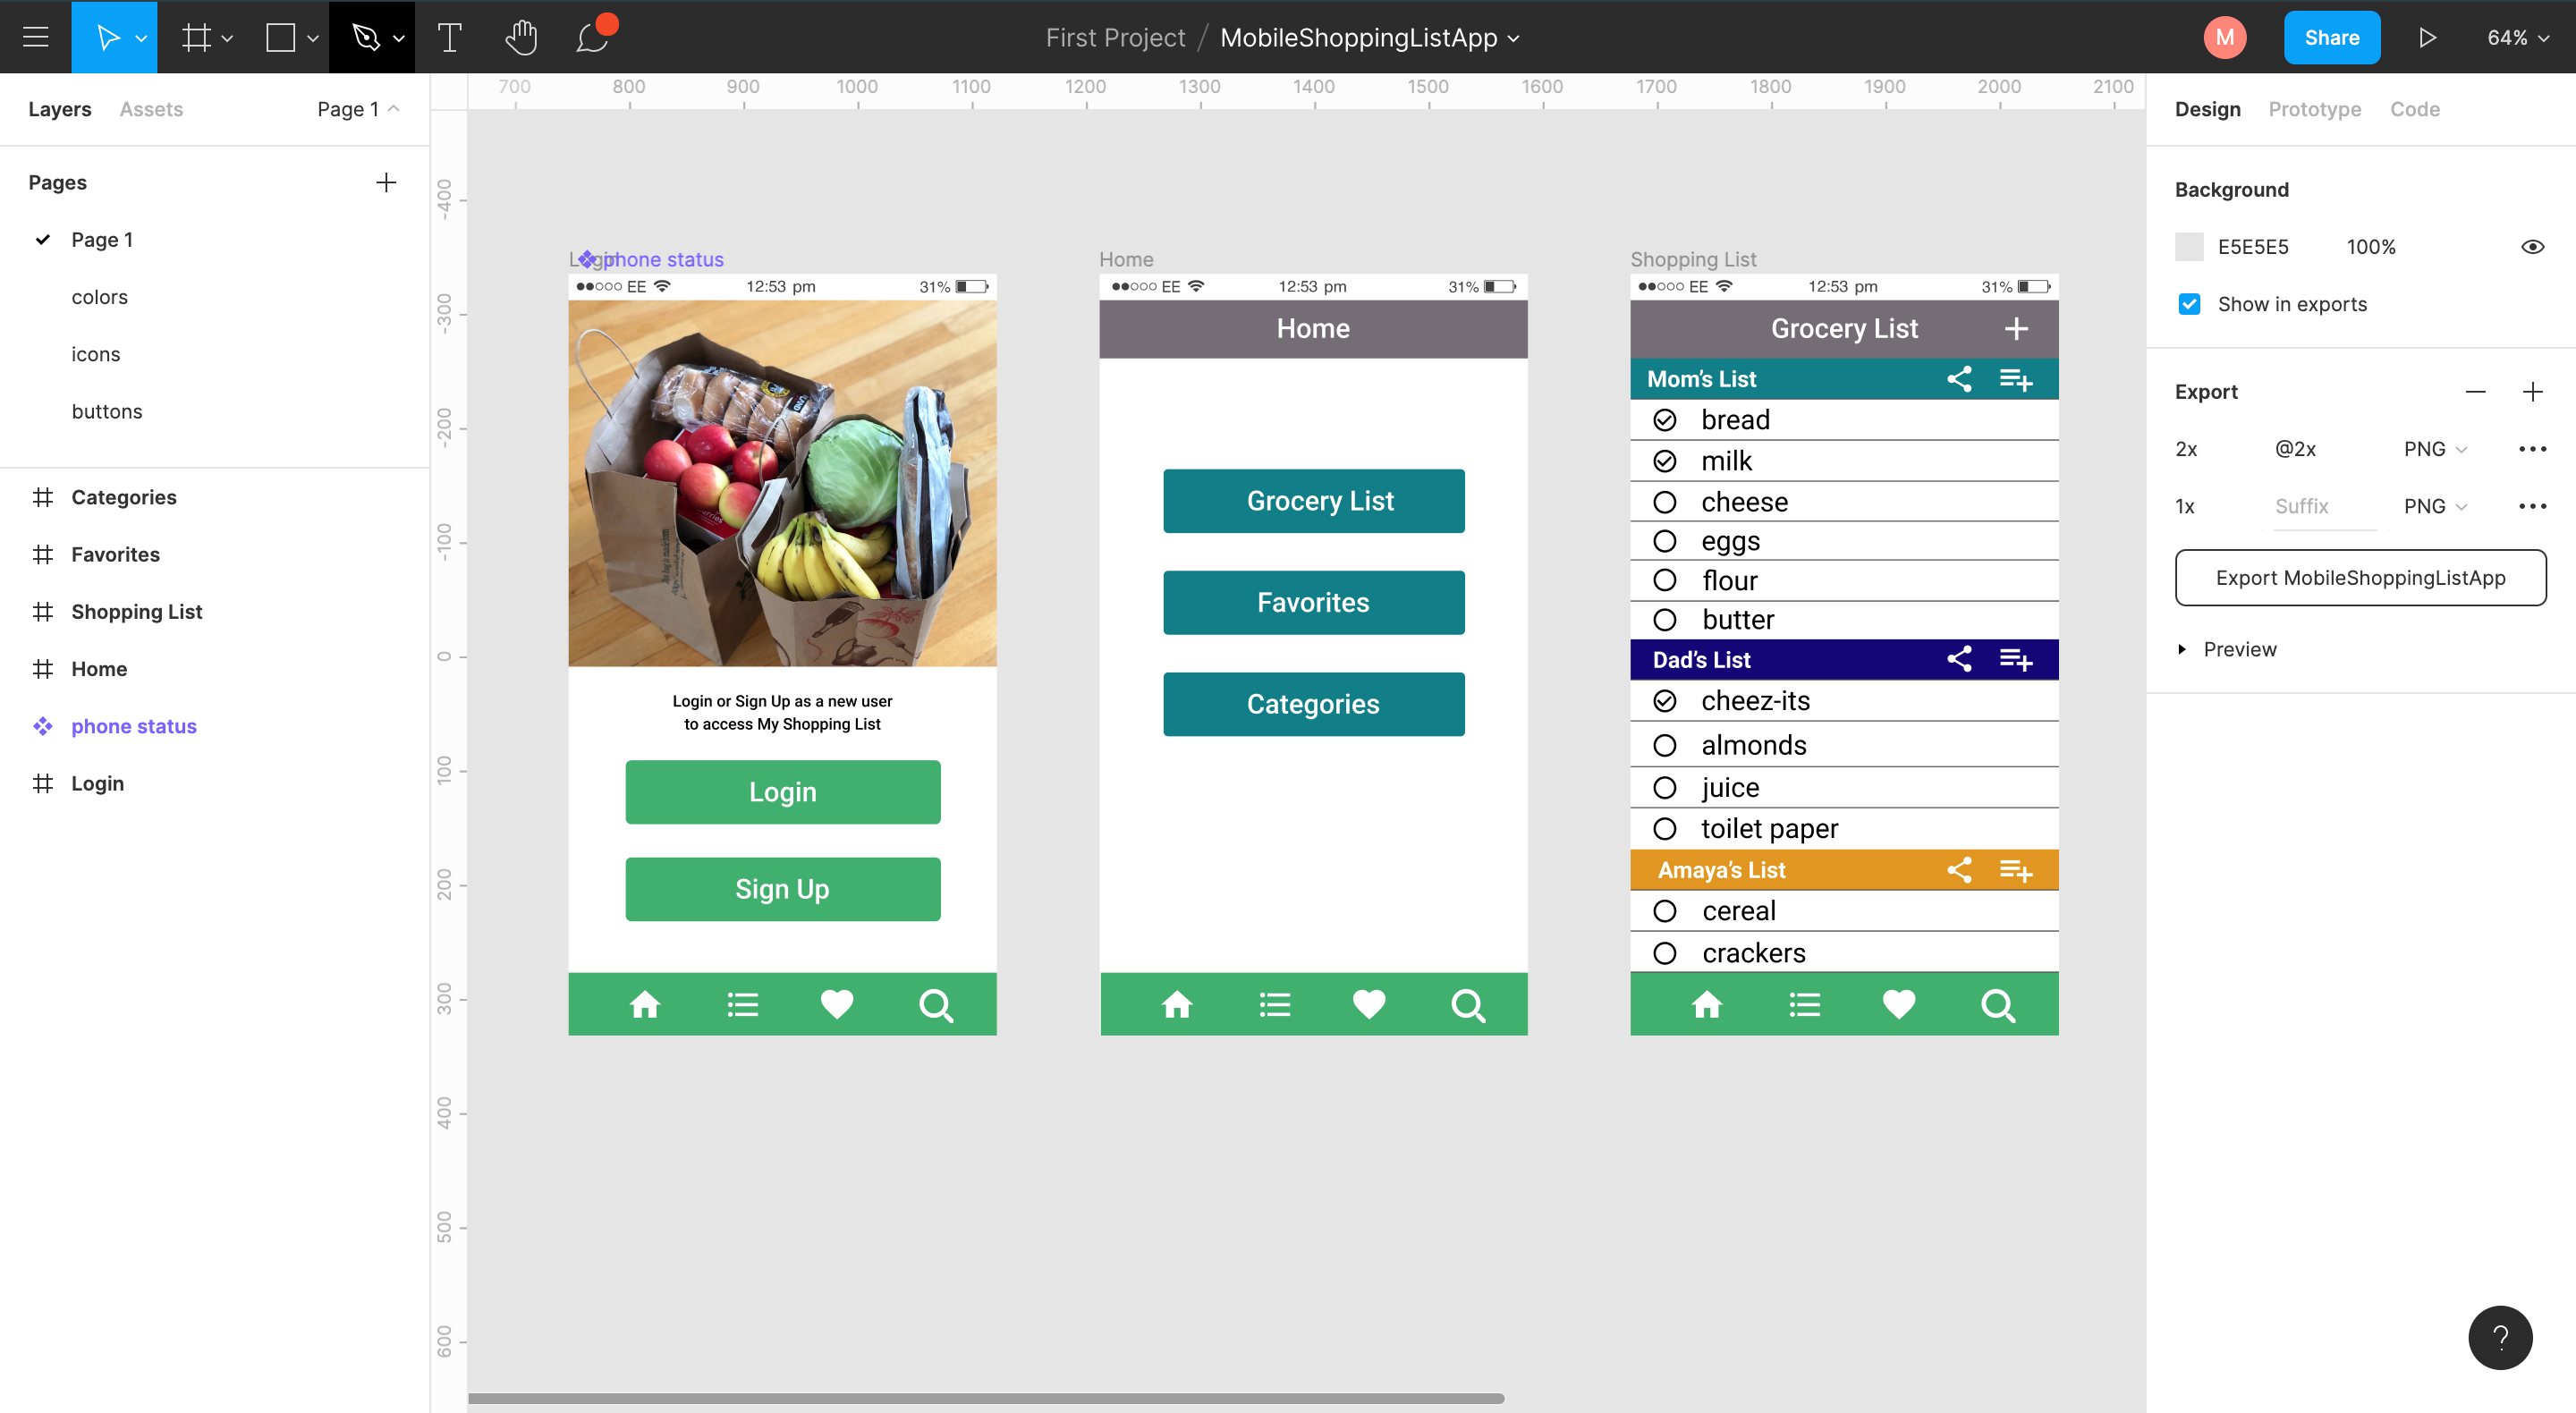 First Project / MobileShoppingListApp
M
Share
64%
Layers Assets Page 1
Pages
Page 1
colors
icons
buttons
Categories
Favorites
Shopping List
Home
phone status
Login
700 800 900 1000 1100 1200 1300 1400 1500 1600 1700 1800 1900 2000 2100
-400
-300
-200
-100
0
100
200
300
400
500
600
Login
phone status
EE 12:53 pm 31%
Login or Sign Up as a new user
to access My Shopping List
Login
Sign Up
Home
EE 12:53 pm 31%
Home
Grocery List
Favorites
Categories
Shopping List
EE 12:53 pm 31%
Grocery List
Mom's List
bread
milk
cheese
eggs
flour
butter
Dad's List
cheez-its
almonds
juice
toilet paper
Amaya's List
cereal
crackers
Design Prototype Code
Background
E5E5E5 100%
Show in exports
Export
2x @2x PNG
1x Suffix PNG
Export MobileShoppingListApp
Preview
?